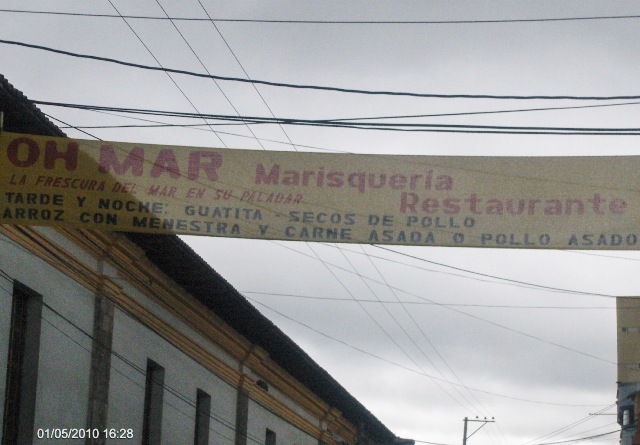 OH MAR Marisquería
Restaurante
LA FRESCURA DEL MAR EN SU PALADAR
TARDE Y NOCHE: GUATITA - SECOS DE POLLO
ARROZ CON MENESTRA Y CARNE ASADA O POLLO ASADO
01/05/2010 16:28